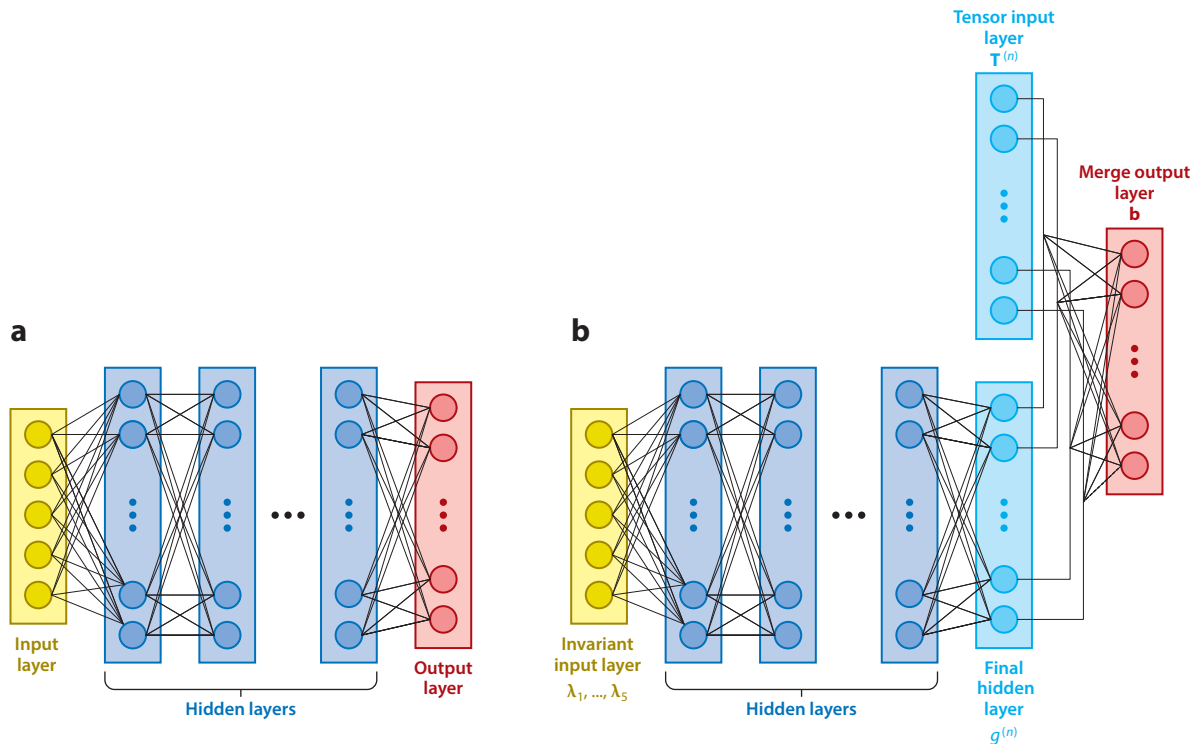 a
Input
layer
Hidden layers
Output
layer
b
Invariant
input layer
λ1, ..., λ5
Hidden layers
Final
hidden
layer
g(n)
Tensor input
layer
T(n)
Merge output
layer
b